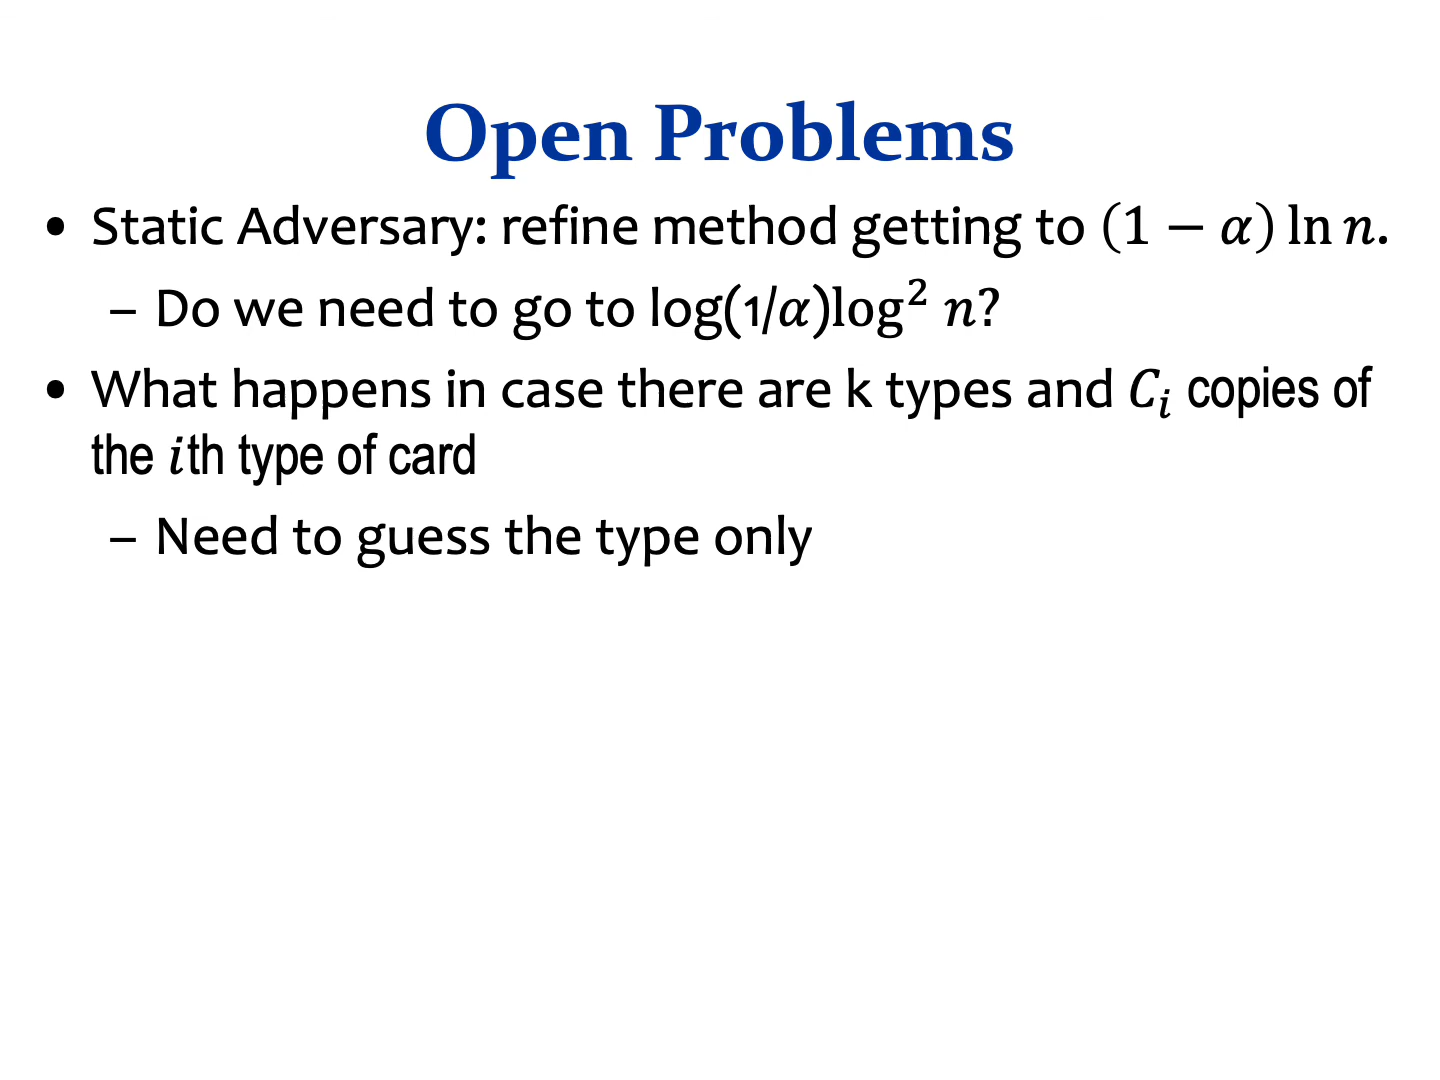 Open Problems
• Static Adversary: refine method getting to (1 − α) ln n.
– Do we need to go to log(1/α)log² n?
• What happens in case there are k types and Cᵢ copies of
the 𝑖th type of card
– Need to guess the type only